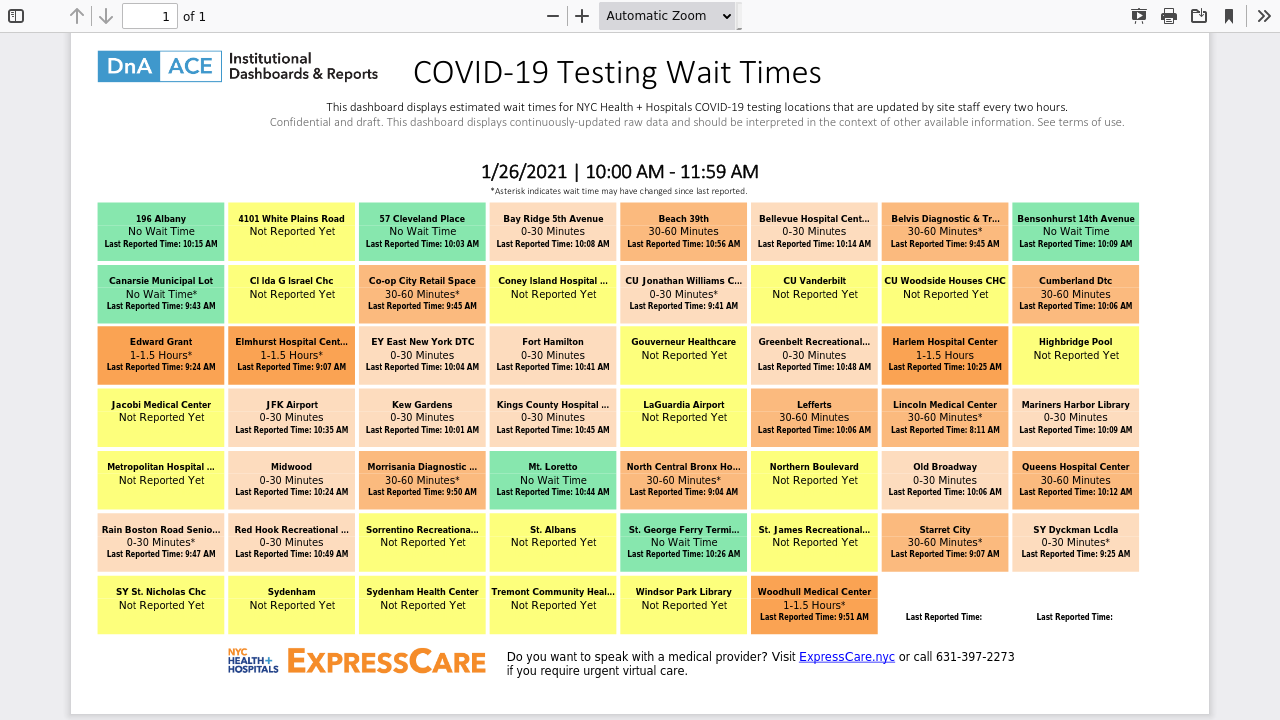 1 of 1
Automatic Zoom
DnA ACE Institutional
Dashboards & Reports
COVID-19 Testing Wait Times
This dashboard displays estimated wait times for NYC Health + Hospitals COVID-19 testing locations that are updated by site staff every two hours.
Confidential and draft. This dashboard displays continuously-updated raw data and should be interpreted in the context of other available information. See terms of use.
1/26/2021 | 10:00 AM - 11:59 AM
*Asterisk indicates wait time may have changed since last reported.
196 Albany
No Wait Time
Last Reported Time: 10:15 AM
4101 White Plains Road
Not Reported Yet
57 Cleveland Place
No Wait Time
Last Reported Time: 10:03 AM
Bay Ridge 5th Avenue
0-30 Minutes
Last Reported Time: 10:08 AM
Beach 39th
30-60 Minutes
Last Reported Time: 10:56 AM
Bellevue Hospital Cent...
0-30 Minutes
Last Reported Time: 10:14 AM
Belvis Diagnostic & Tr...
30-60 Minutes*
Last Reported Time: 9:45 AM
Bensonhurst 14th Avenue
No Wait Time
Last Reported Time: 10:09 AM
Canarsie Municipal Lot
No Wait Time*
Last Reported Time: 9:43 AM
Cl Ida G Israel Chc
Not Reported Yet
Co-op City Retail Space
30-60 Minutes*
Last Reported Time: 9:45 AM
Coney Island Hospital ...
Not Reported Yet
CU Jonathan Williams C...
0-30 Minutes*
Last Reported Time: 9:41 AM
CU Vanderbilt
Not Reported Yet
CU Woodside Houses CHC
Not Reported Yet
Cumberland Dtc
30-60 Minutes
Last Reported Time: 10:06 AM
Edward Grant
1-1.5 Hours*
Last Reported Time: 9:24 AM
Elmhurst Hospital Cent...
1-1.5 Hours*
Last Reported Time: 9:07 AM
EY East New York DTC
0-30 Minutes
Last Reported Time: 10:04 AM
Fort Hamilton
0-30 Minutes
Last Reported Time: 10:41 AM
Gouverneur Healthcare
Not Reported Yet
Greenbelt Recreational...
0-30 Minutes
Last Reported Time: 10:48 AM
Harlem Hospital Center
1-1.5 Hours
Last Reported Time: 10:25 AM
Highbridge Pool
Not Reported Yet
Jacobi Medical Center
Not Reported Yet
JFK Airport
0-30 Minutes
Last Reported Time: 10:35 AM
Kew Gardens
0-30 Minutes
Last Reported Time: 10:01 AM
Kings County Hospital ...
0-30 Minutes
Last Reported Time: 10:45 AM
LaGuardia Airport
Not Reported Yet
Lefferts
30-60 Minutes
Last Reported Time: 10:06 AM
Lincoln Medical Center
30-60 Minutes*
Last Reported Time: 8:11 AM
Mariners Harbor Library
0-30 Minutes
Last Reported Time: 10:09 AM
Metropolitan Hospital ...
Not Reported Yet
Midwood
0-30 Minutes
Last Reported Time: 10:24 AM
Morrisania Diagnostic ...
30-60 Minutes*
Last Reported Time: 9:50 AM
Mt. Loretto
No Wait Time
Last Reported Time: 10:44 AM
North Central Bronx Ho...
30-60 Minutes*
Last Reported Time: 9:04 AM
Northern Boulevard
Not Reported Yet
Old Broadway
0-30 Minutes
Last Reported Time: 10:06 AM
Queens Hospital Center
30-60 Minutes
Last Reported Time: 10:12 AM
Rain Boston Road Senio...
0-30 Minutes*
Last Reported Time: 9:47 AM
Red Hook Recreational ...
0-30 Minutes
Last Reported Time: 10:49 AM
Sorrentino Recreationa...
Not Reported Yet
St. Albans
Not Reported Yet
St. George Ferry Termi...
No Wait Time
Last Reported Time: 10:26 AM
St. James Recreational...
Not Reported Yet
Starret City
30-60 Minutes*
Last Reported Time: 9:07 AM
SY Dyckman Lcdla
0-30 Minutes*
Last Reported Time: 9:25 AM
SY St. Nicholas Chc
Not Reported Yet
Sydenham
Not Reported Yet
Sydenham Health Center
Not Reported Yet
Tremont Community Heal...
Not Reported Yet
Windsor Park Library
Not Reported Yet
Woodhull Medical Center
1-1.5 Hours*
Last Reported Time: 9:51 AM
Last Reported Time:
Last Reported Time:
NYC
HEALTH+
HOSPITALS
EXPRESSCARE
Do you want to speak with a medical provider? Visit ExpressCare.nyc or call 631-397-2273
if you require urgent virtual care.